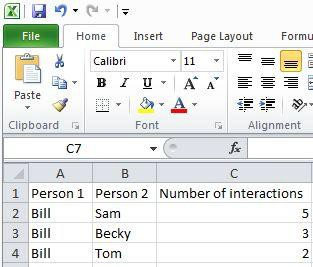 File Home Insert Page Layout Fo
Paste
Calibri 11 A A
B I U A
Clipboard Font Alignment
C7 fx
A B C
1 Person 1 Person 2 Number of interactions
2 Bill Sam 5
3 Bill Becky 3
4 Bill Tom 2